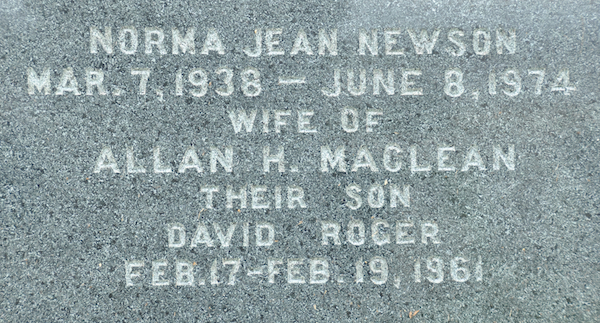 NORMA JEAN NEWSON
MAR. 7, 1938 — JUNE 8, 1974
WIFE OF
ALLAN H. MACLEAN
THEIR SON
DAVID ROGER
FEB. 17-FEB. 19, 1961